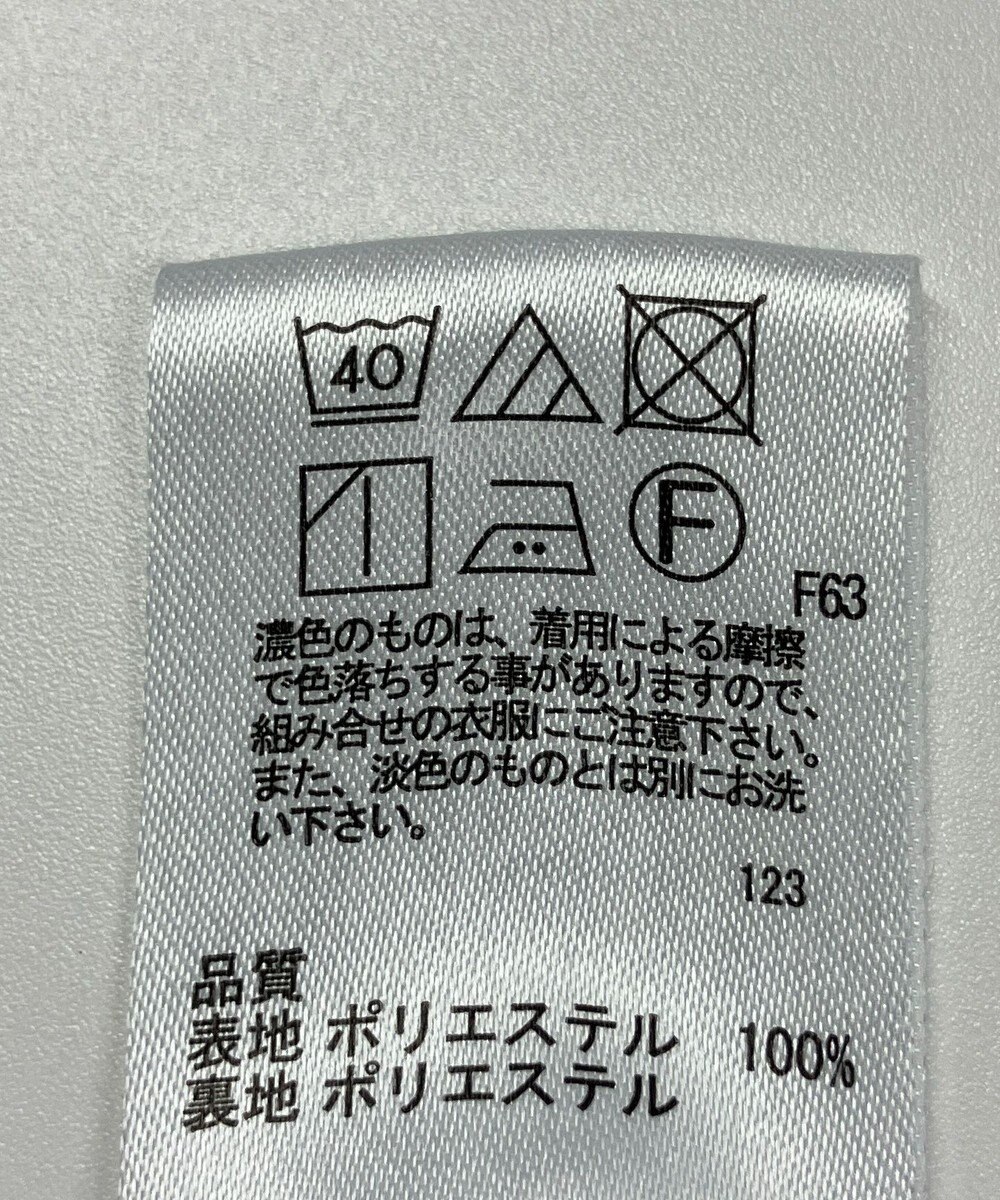 40
F
F63
濃色のものは、着用による摩擦
で色落ちする事がありますので、
組み合せの衣服にご注意下さい。
また、淡色のものとは別にお洗
い下さい。
123
品質
表地 ポリエステル 100%
裏地 ポリエステル